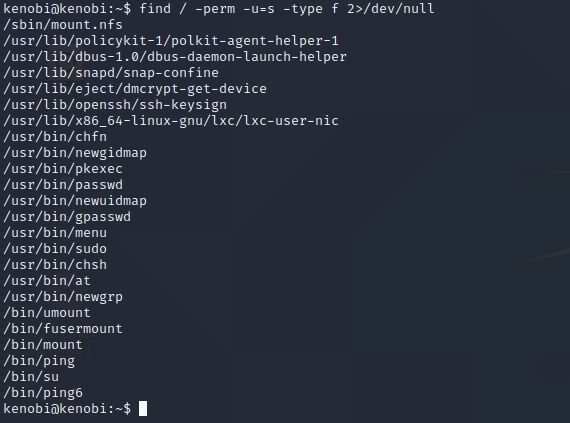 kenobi@kenobi:~$ find / -perm -u=s -type f 2>/dev/null
/sbin/mount.nfs
/usr/lib/policykit-1/polkit-agent-helper-1
/usr/lib/dbus-1.0/dbus-daemon-launch-helper
/usr/lib/snapd/snap-confine
/usr/lib/eject/dmcrypt-get-device
/usr/lib/openssh/ssh-keysign
/usr/lib/x86_64-linux-gnu/lxc/lxc-user-nic
/usr/bin/chfn
/usr/bin/newgidmap
/usr/bin/pkexec
/usr/bin/passwd
/usr/bin/newuidmap
/usr/bin/gpasswd
/usr/bin/menu
/usr/bin/sudo
/usr/bin/chsh
/usr/bin/at
/usr/bin/newgrp
/bin/umount
/bin/fusermount
/bin/mount
/bin/ping
/bin/su
/bin/ping6
kenobi@kenobi:~$